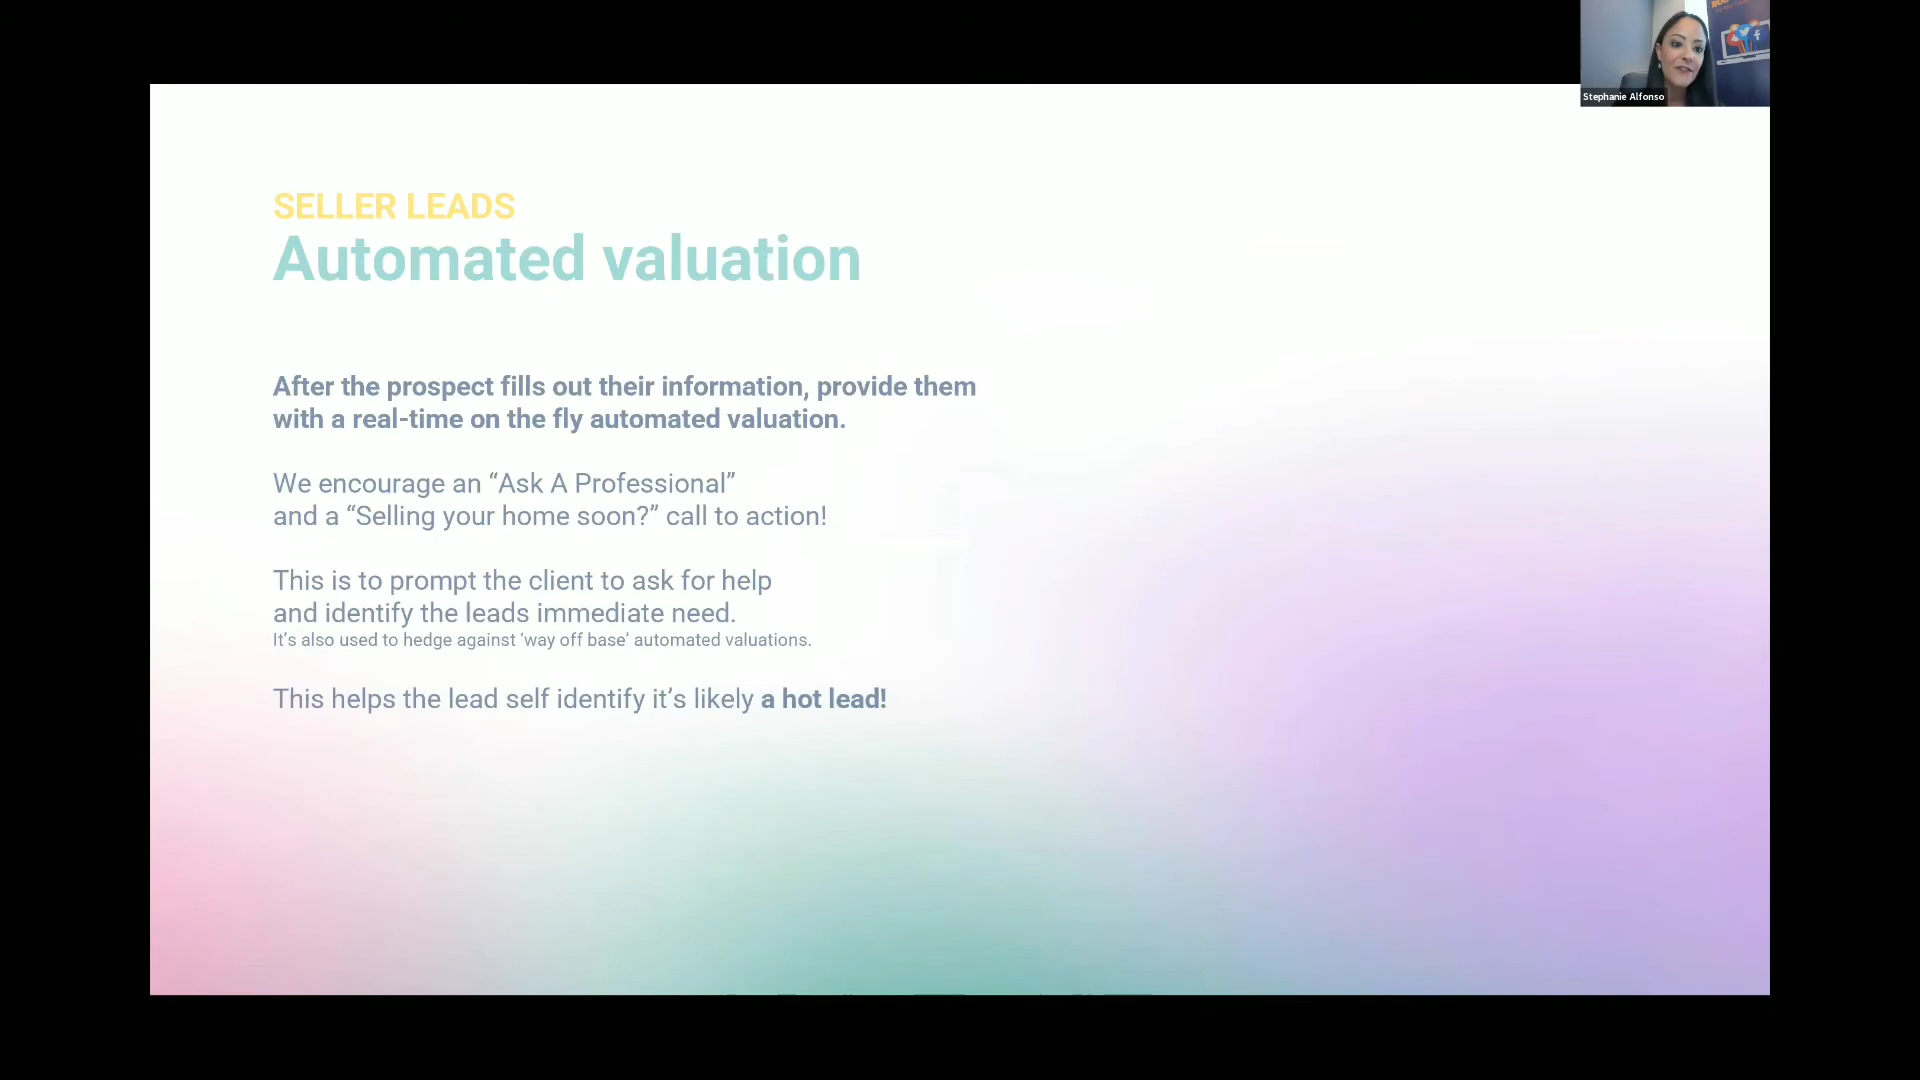 Stephanie Alfonso
SELLER LEADS
Automated valuation
After the prospect fills out their information, provide them
with a real-time on the fly automated valuation.
We encourage an “Ask A Professional”
and a “Selling your home soon?” call to action!
This is to prompt the client to ask for help
and identify the leads immediate need.
It’s also used to hedge against ‘way off base’ automated valuations.
This helps the lead self identify it’s likely a hot lead!